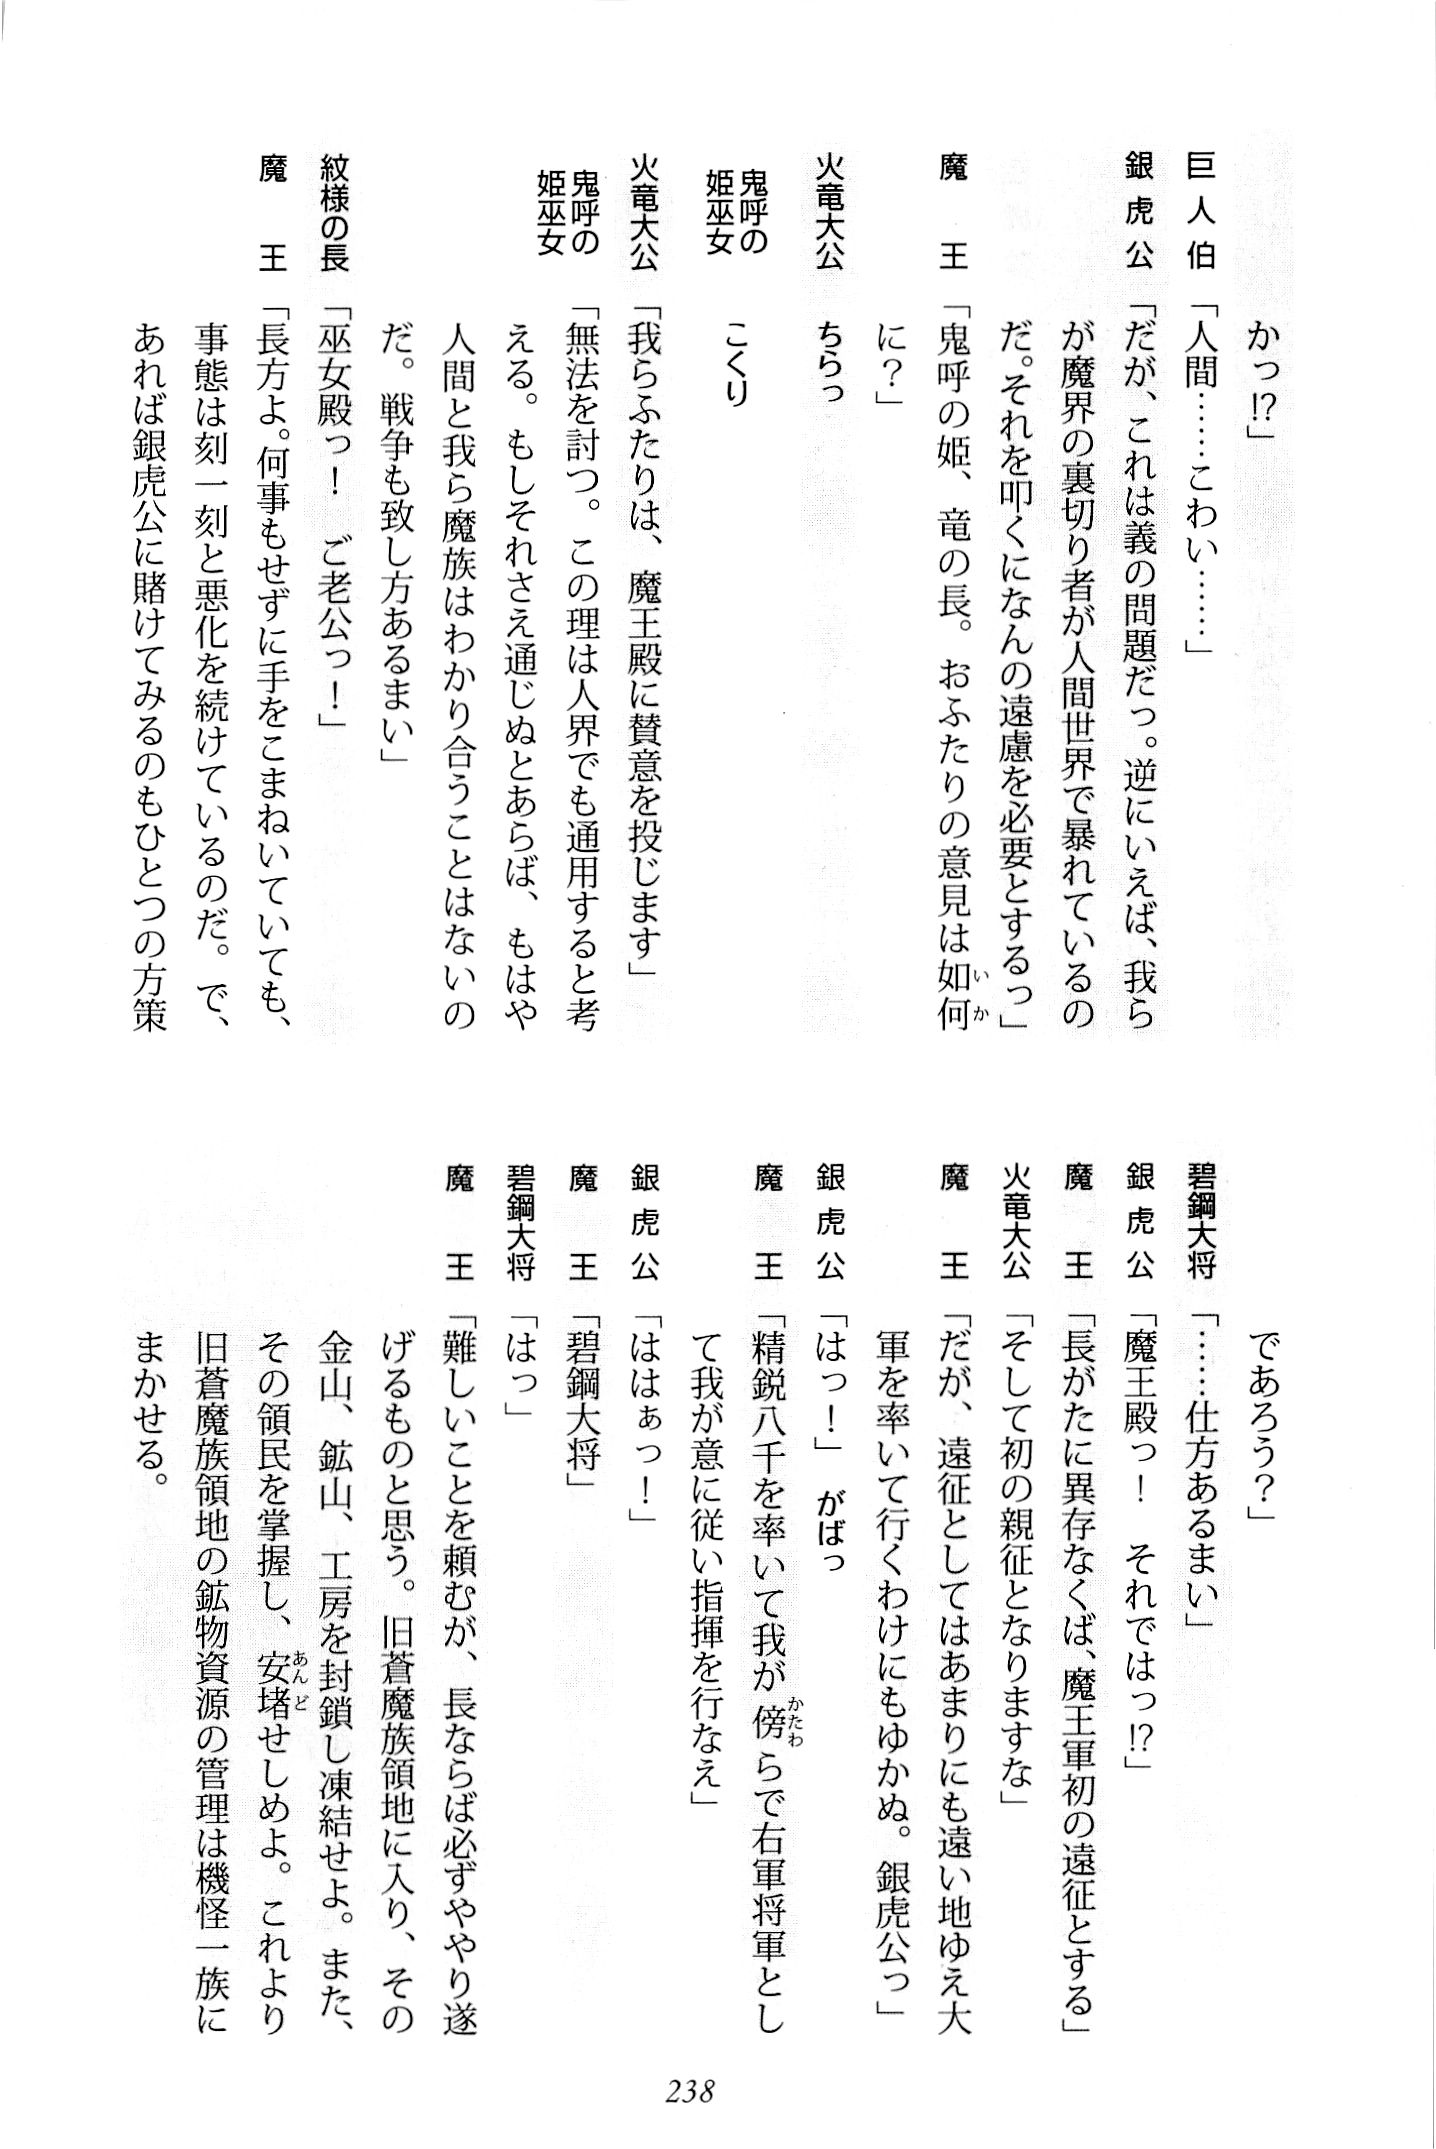 かっ!?」
巨人伯「人間……こわい……」
銀虎公「だが、これは義の問題だっ。逆にいえば、我ら
が魔界の裏切り者が人間世界で暴れているの
だ。それを叩くになんの遠慮を必要とするっ」
魔王「鬼呼の姫、竜の長。おふたりの意見は如何
いか
に？」
火竜大公　ちらっ
鬼呼の
姫巫女　こくり
火竜大公「我らふたりは、魔王殿に賛意を投じます」
鬼呼の
姫巫女「無法を討つ。この理は人界でも通用すると考
える。もしそれさえ通じぬとあらば、もはや
人間と我ら魔族はわかり合うことはないの
だ。戦争も致し方あるまい」
紋様の長「巫女殿っ！　ご老公っ！」
魔王「長方よ。何事もせずに手をこまねいていても、
事態は刻一刻と悪化を続けているのだ。で、
あれば銀虎公に賭けてみるのもひとつの方策
であろう？」
碧鋼大将「……仕方あるまい」
銀虎公「魔王殿っ！　それではっ!?」
魔王「長がたに異存なくば、魔王軍初の遠征とする」
火竜大公「そして初の親征となりますな」
魔王「だが、遠征としてはあまりにも遠い地ゆえ大
軍を率いて行くわけにもゆかぬ。銀虎公っ」
銀虎公「はっ！」　がばっ
魔王「精鋭八千を率いて我が傍らで右軍将軍とし
かたわ
て我が意に従い指揮を行なえ」
銀虎公「ははぁっ！」
魔王「碧鋼大将」
碧鋼大将「はっ」
魔王「難しいことを頼むが、長ならば必ずややり遂
げるものと思う。旧蒼魔族領地に入り、その
金山、鉱山、工房を封鎖し凍結せよ。また、
その領民を掌握し、安堵せしめよ。これより
あんど
旧蒼魔族領地の鉱物資源の管理は機怪一族に
まかせる。
238